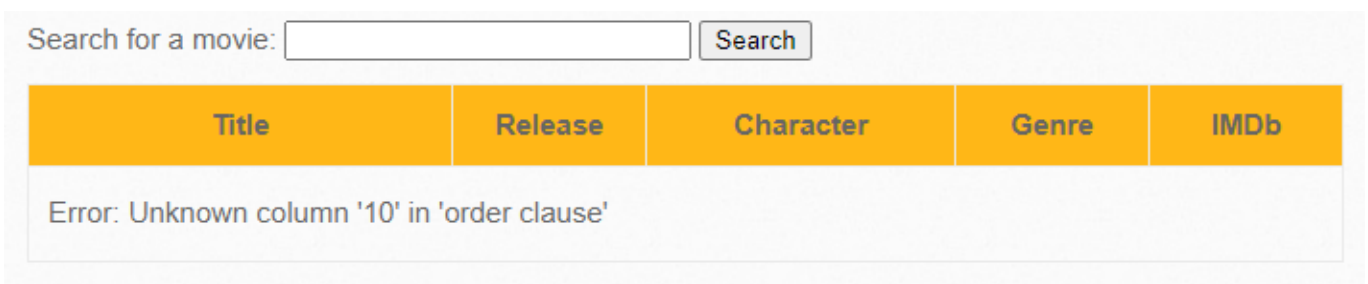 Search for a movie: Search
Title Release Character Genre IMDb
Error: Unknown column '10' in 'order clause'